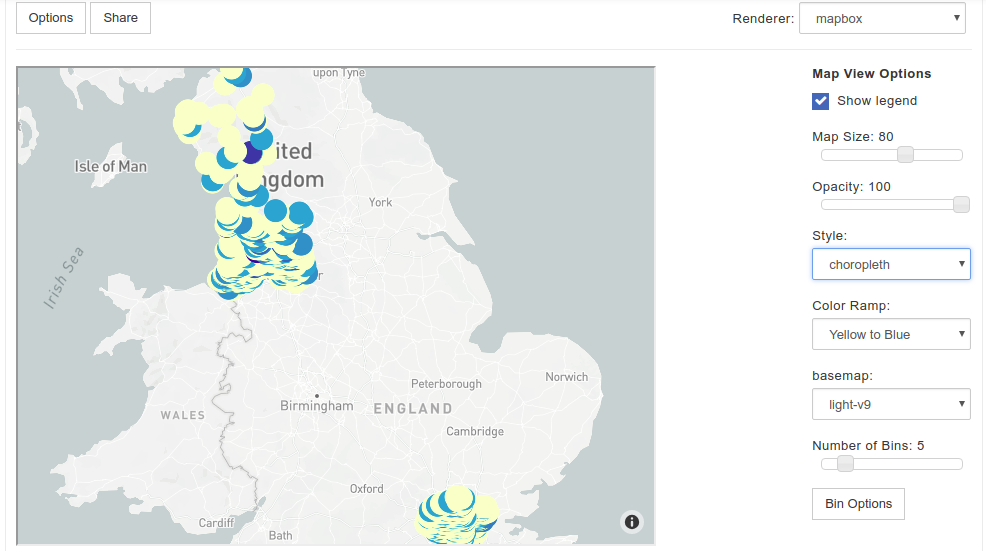 Options
Share
Renderer: mapbox
Map View Options
Show legend
Map Size: 80
Opacity: 100
Style:
choropleth
Color Ramp:
Yellow to Blue
basemap:
light-v9
Number of Bins: 5
Bin Options
upon Tyne
ited
ngdom
Isle of Man
York
Irish Sea
r
Norwich
Peterborough
Birmingham
ENGLAND
WALES
Cambridge
Oxford
Cardiff
Bath